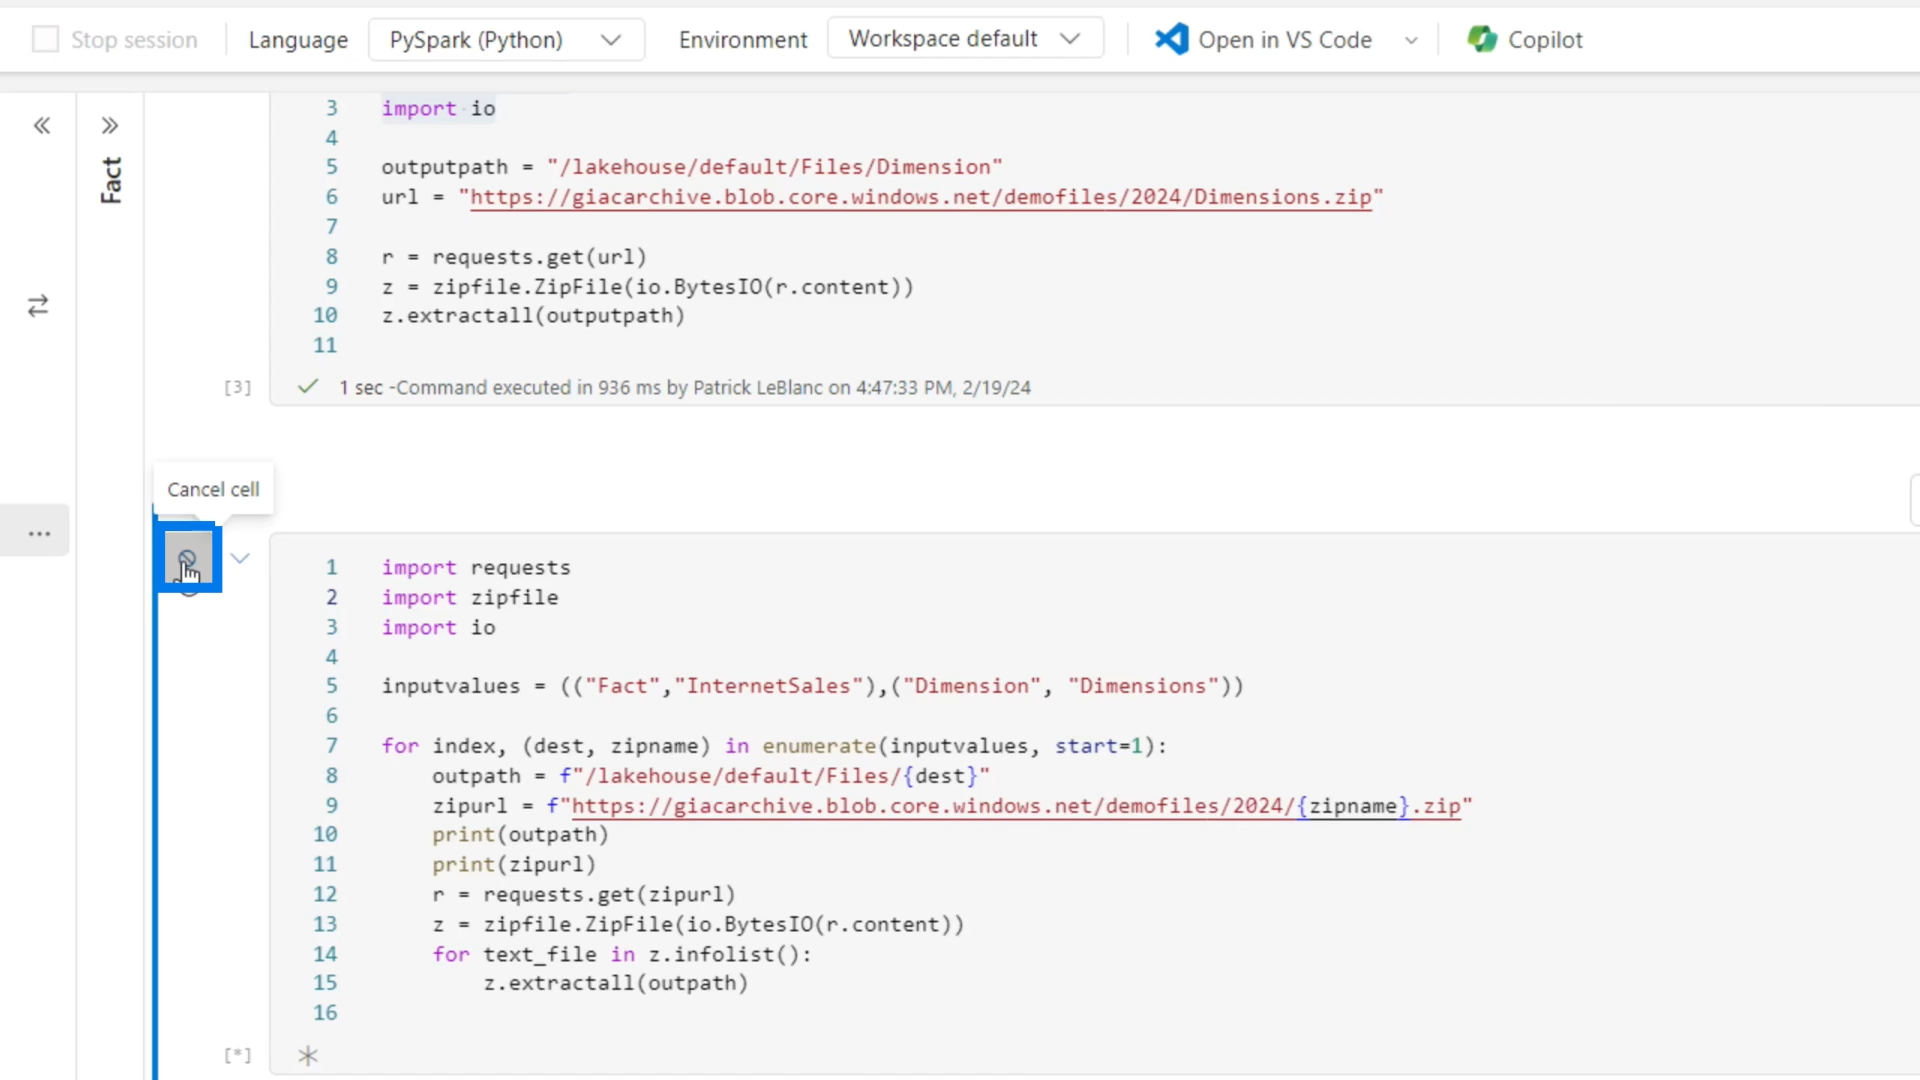 Stop session
Language
PySpark (Python)
Environment
Workspace default
Open in VS Code
Copilot
Fact
3 import io
4
5 outputpath = "/lakehouse/default/Files/Dimension"
6 url = "https://giacarchive.blob.core.windows.net/demofiles/2024/Dimensions.zip"
7
8 r = requests.get(url)
9 z = zipfile.ZipFile(io.BytesIO(r.content))
10 z.extractall(outputpath)
11
[3] 1 sec -Command executed in 936 ms by Patrick LeBlanc on 4:47:33 PM, 2/19/24
Cancel cell
1 import requests
2 import zipfile
3 import io
4
5 inputvalues = (("Fact","InternetSales"),("Dimension", "Dimensions"))
6
7 for index, (dest, zipname) in enumerate(inputvalues, start=1):
8     outpath = f"/lakehouse/default/Files/{dest}"
9     zipurl = f"https://giacarchive.blob.core.windows.net/demofiles/2024/{zipname}.zip"
10     print(outpath)
11     print(zipurl)
12     r = requests.get(zipurl)
13     z = zipfile.ZipFile(io.BytesIO(r.content))
14     for text_file in z.infolist():
15         z.extractall(outpath)
16
[*]